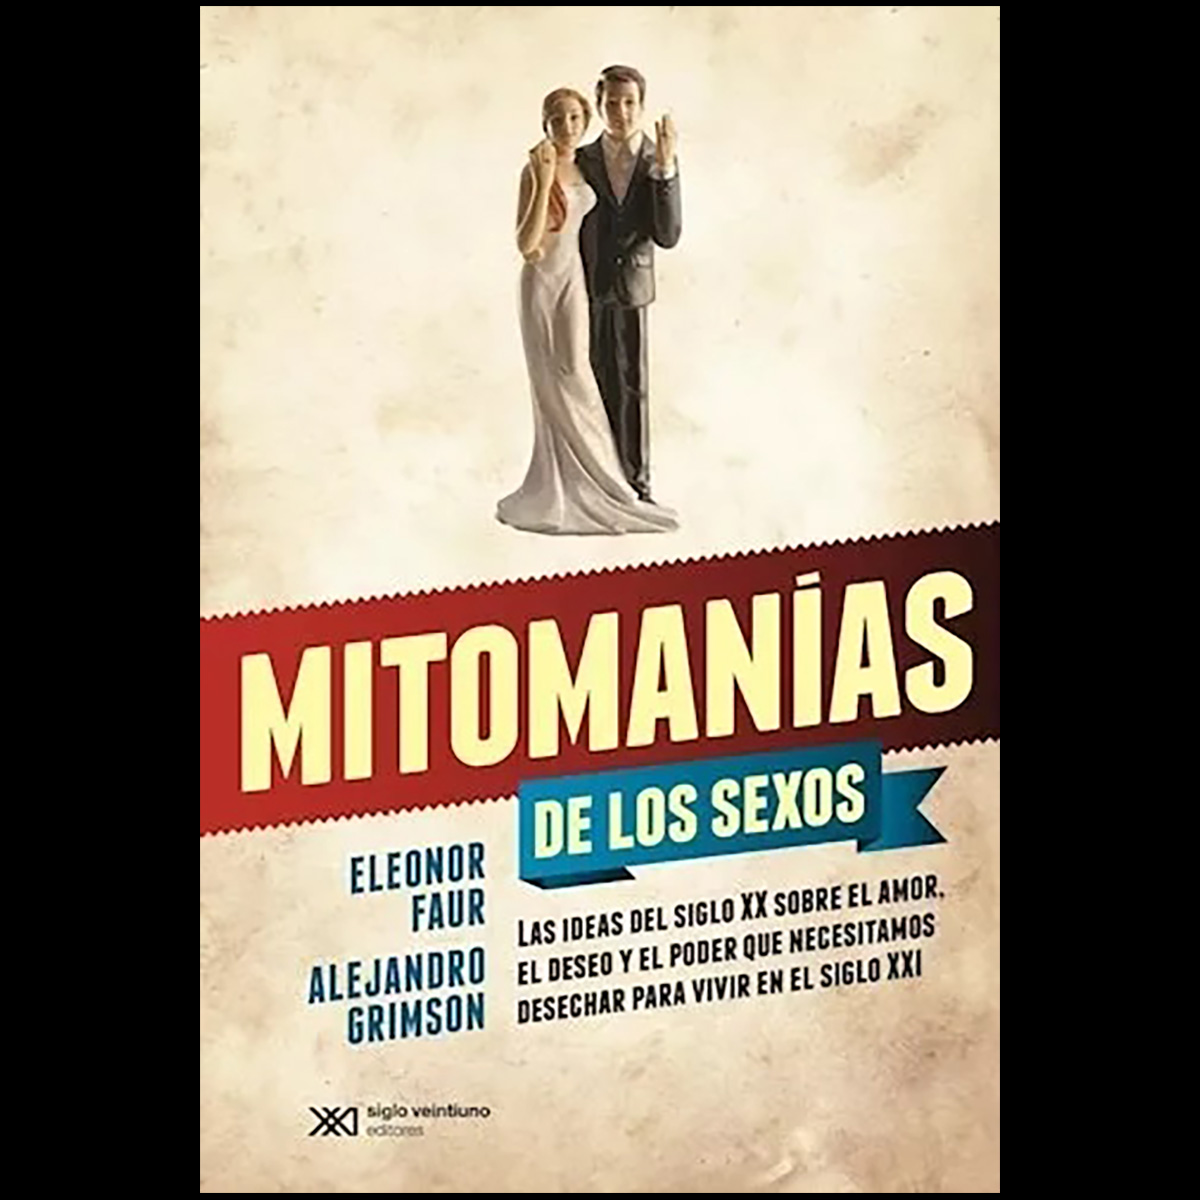 MITOMANÍAS
DE LOS SEXOS
ELEONOR
FAUR
ALEJANDRO
GRIMSON
LAS IDEAS DEL SIGLO XX SOBRE EL AMOR,
EL DESEO Y EL PODER QUE NECESITAMOS
DESECHAR PARA VIVIR EN EL SIGLO XXI
siglo veintiuno
editores